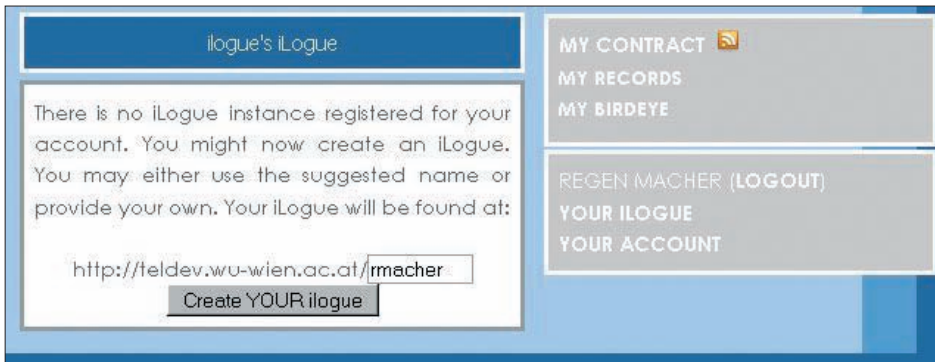 ilogue's iLogue
There is no iLogue instance registered for your
account. You might now create an iLogue.
You may either use the suggested name or
provide your own. Your iLogue will be found at:
http://teldev.wu-wien.ac.at/rmacher
Create YOUR ilogue
MY CONTRACT
MY RECORDS
MY BIRDEYE
REGEN MACHER (LOGOUT)
YOUR ILOGUE
YOUR ACCOUNT